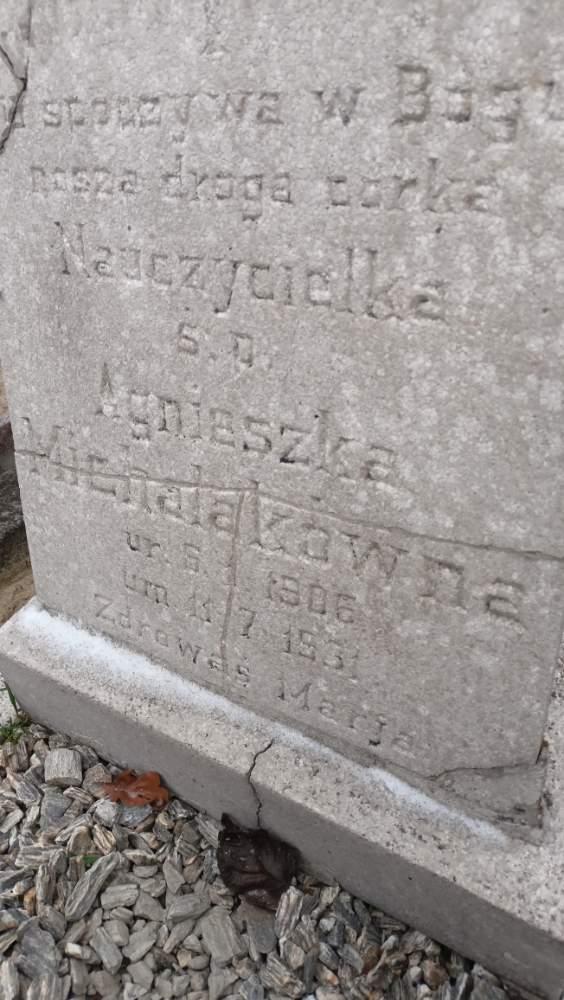 spoczywa w Bogu
nasza droga córka
Nauczycielka
ś.p.
Agnieszka
Michalakówna
ur. 5. 1. 1906
um 11 7 1931
Zdrowaś Marja